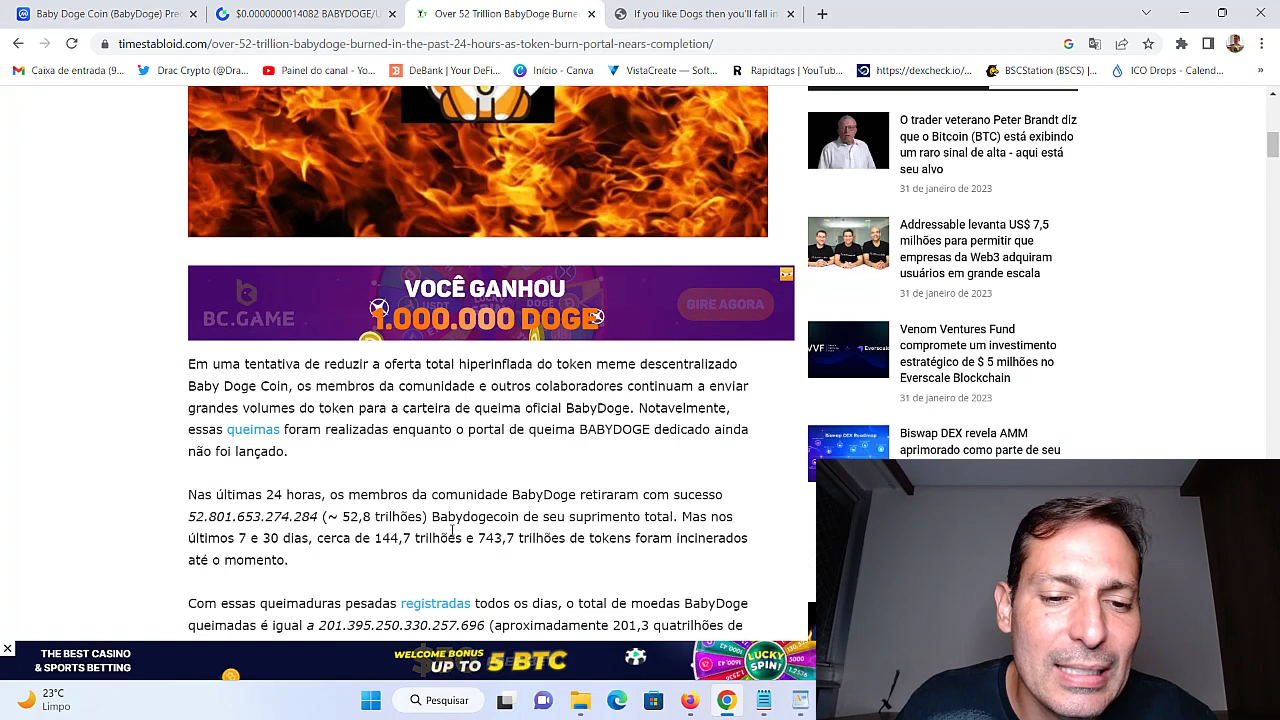 Baby Doge Coin (BabyDoge) Pre
$0.0000000014082 BABYDOGE/U
Over 52 Trillion BabyDoge Burne
If you like Dogs then you'll fall in
timestabloid.com/over-52-trillion-babydoge-burned-in-the-past-24-hours-as-token-burn-portal-nears-completion/
Caixa de entrada (9...
Drac Crypto (@Dra...
Painel do canal - Yo...
DeBank | Your DeFi...
Início - Canva
VistaCreate — Soft...
Rapidtags | YouTub...
https://dexcheck.io/...
BSCStation (BSCS) |...
ICO Drops - Calend...
»
O trader veterano Peter Brandt diz
que o Bitcoin (BTC) está exibindo
um raro sinal de alta - aqui está
seu alvo
31 de janeiro de 2023
Addressable levanta US$ 7,5
milhões para permitir que
empresas da Web3 adquiram
usuários em grande escala
31 de janeiro de 2023
Venom Ventures Fund
compromete um investimento
estratégico de $ 5 milhões no
Everscale Blockchain
31 de janeiro de 2023
Biswap DEX revela AMM
aprimorado como parte de seu
BC.GAME
VOCÊ GANHOU
1.000.000 DOGE
GIRE AGORA
Em uma tentativa de reduzir a oferta total hiperinflada do token meme descentralizado
Baby Doge Coin, os membros da comunidade e outros colaboradores continuam a enviar
grandes volumes do token para a carteira de queima oficial BabyDoge. Notavelmente,
essas queimas foram realizadas enquanto o portal de queima BABYDOGE dedicado ainda
não foi lançado.
Nas últimas 24 horas, os membros da comunidade BabyDoge retiraram com sucesso
52.801.653.274.284 (~ 52,8 trilhões) Babydogecoin de seu suprimento total. Mas nos
últimos 7 e 30 dias, cerca de 144,7 trilhões e 743,7 trilhões de tokens foram incinerados
até o momento.
Com essas queimaduras pesadas registradas todos os dias, o total de moedas BabyDoge
queimadas é igual a 201.395.250.330.257.696 (aproximadamente 201,3 quatrilhões de
THE BEST CASINO
& SPORTS BETTING
WELCOME BONUS
UP TO 5 BTC
LUCKY
SPIN!
23°C
Limpo
Pesquisar